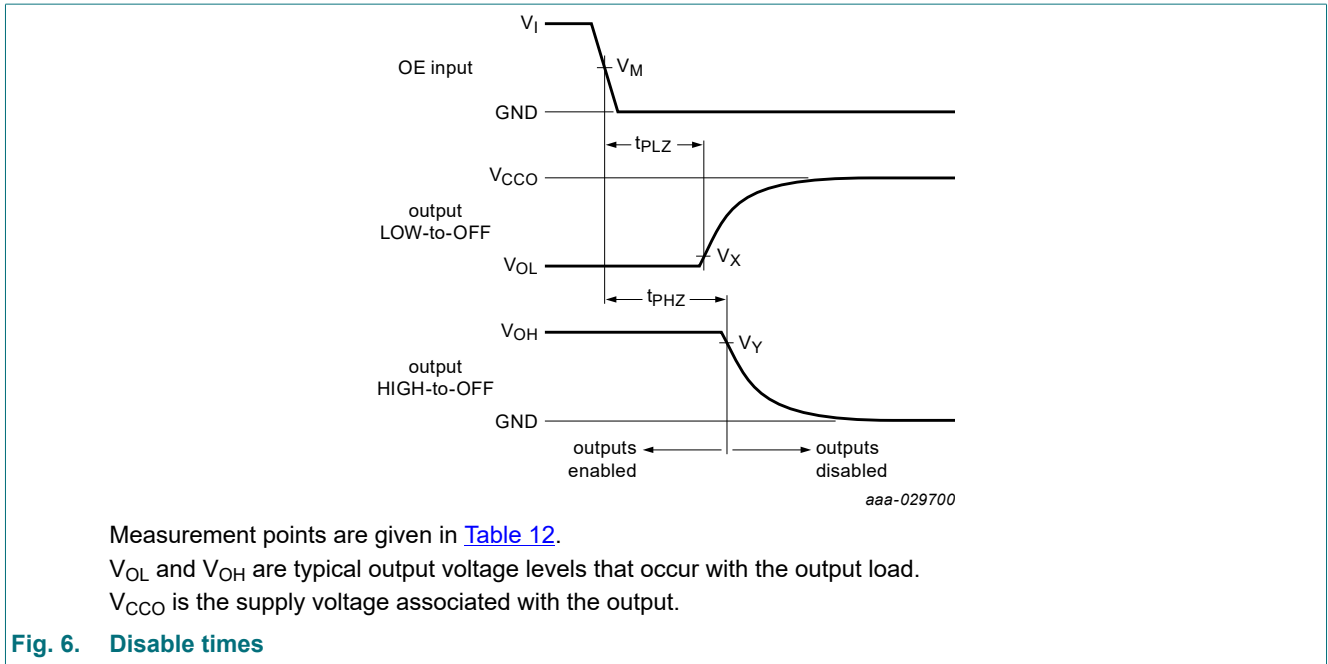 VI
OE input
VM
GND
tPLZ
VCCO
output
LOW-to-OFF
VX
VOL
tPHZ
VOH
VY
output
HIGH-to-OFF
GND
outputs enabled
outputs disabled
aaa-029700
Measurement points are given in Table 12.
VOL and VOH are typical output voltage levels that occur with the output load.
VCCO is the supply voltage associated with the output.
Fig. 6. Disable times